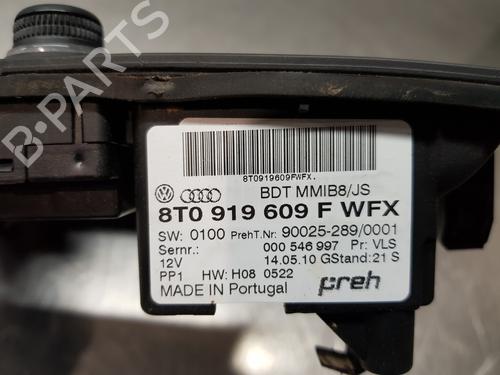 8T0919609FWFX.
BDT MMIB8/JS
8T0 919 609 F WFX
SW: 0100 PrehT.Nr: 90025-289/0001
Sernr.: 000 546 997 Pr: VLS
12V 14.05.10 GStand: 21 S
PP1 HW: H08 0522
MADE IN Portugal preh
B-PARTS